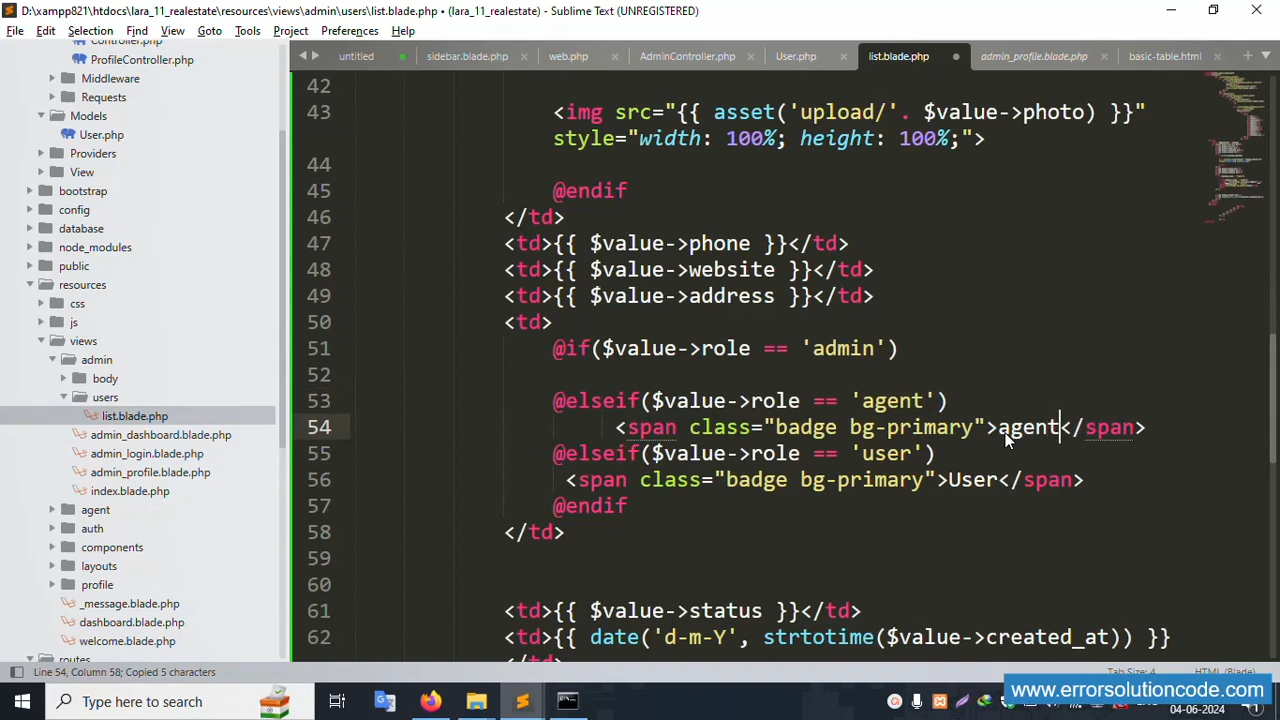 D:\xampp821\htdocs\lara_11_realestate\resources\views\admin\users\list.blade.php • (lara_11_realestate) - Sublime Text (UNREGISTERED)
File Edit Selection Find View Goto Tools Project Preferences Help
untitled sidebar.blade.php web.php AdminController.php User.php list.blade.php admin_profile.blade.php basic-table.html
Controller.php
ProfileController.php
Middleware
Requests
Models
User.php
Providers
View
bootstrap
config
database
node_modules
public
resources
css
js
views
admin
body
users
list.blade.php
admin_dashboard.blade.php
admin_login.blade.php
admin_profile.blade.php
index.blade.php
agent
auth
components
layouts
profile
_message.blade.php
dashboard.blade.php
welcome.blade.php
routes
42
43 <img src="{{ asset('upload/'. $value->photo) }}"
style="width: 100%; height: 100%;">
44
45 @endif
46 </td>
47 <td>{{ $value->phone }}</td>
48 <td>{{ $value->website }}</td>
49 <td>{{ $value->address }}</td>
50 <td>
51 @if($value->role == 'admin')
52
53 @elseif($value->role == 'agent')
54 <span class="badge bg-primary">agent</span>
55 @elseif($value->role == 'user')
56 <span class="badge bg-primary">User</span>
57 @endif
58 </td>
59
60
61 <td>{{ $value->status }}</td>
62 <td>{{ date('d-m-Y', strtotime($value->created_at)) }}
</td>
Line 54, Column 58; Copied 5 characters
Tab Size: 4
HTML (Blade)
Type here to search
www.errorsolutioncode.com
04-06-2024